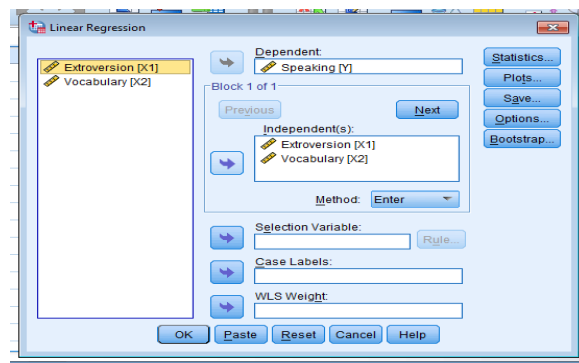 Linear Regression
Extroversion [X1]
Vocabulary [X2]
Dependent:
Speaking [Y]
Block 1 of 1
Previous
Next
Independent(s):
Extroversion [X1]
Vocabulary [X2]
Method: Enter
Selection Variable:
Rule...
Case Labels:
WLS Weight:
Statistics...
Plots...
Save...
Options...
Bootstrap...
OK Paste Reset Cancel Help